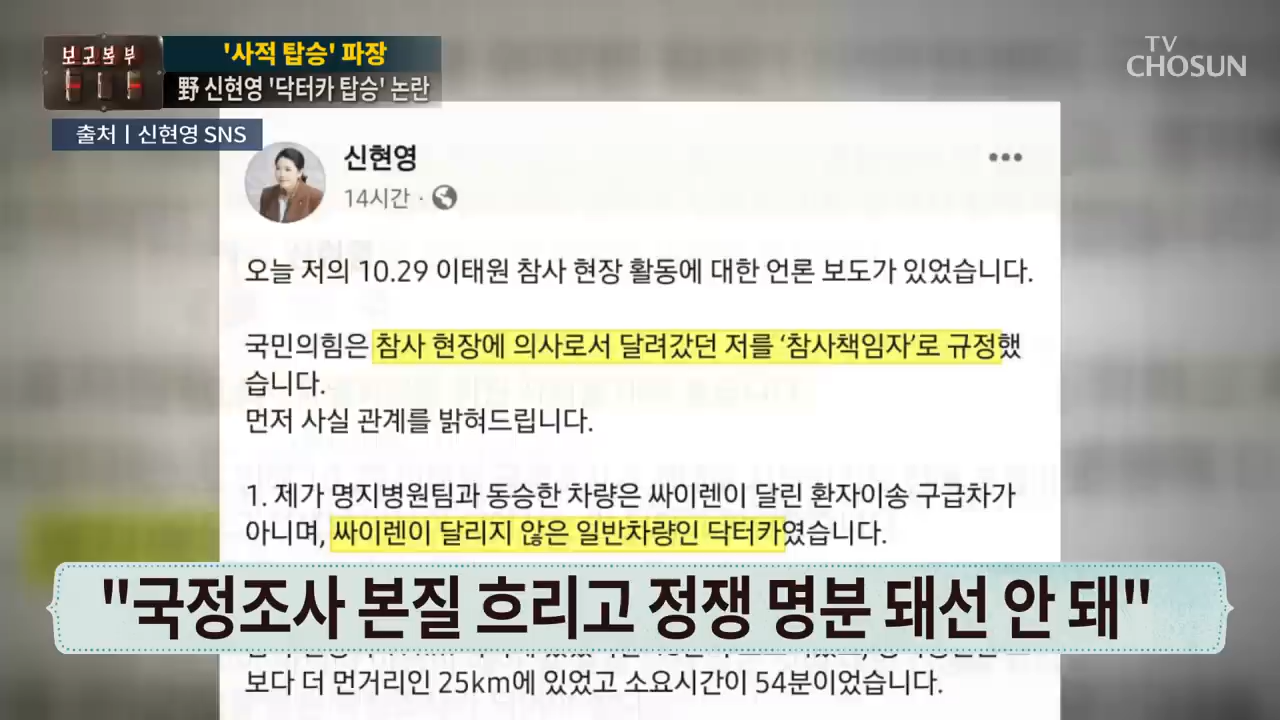 보고본부
'사적 탑승' 파장
野 신현영 '닥터카 탑승' 논란
출처 | 신현영 SNS
TV
CHOSUN
신현영
14시간 ·
오늘 저의 10.29 이태원 참사 현장 활동에 대한 언론 보도가 있었습니다.
국민의힘은 참사 현장에 의사로서 달려갔던 저를 ‘참사책임자’로 규정했
습니다.
먼저 사실 관계를 밝혀드립니다.
1. 제가 명지병원팀과 동승한 차량은 싸이렌이 달린 환자이송 구급차가
아니며, 싸이렌이 달리지 않은 일반차량인 닥터카였습니다.
"국정조사 본질 흐리고 정쟁 명분 돼선 안 돼"
보다 더 먼거리인 25km에 있었고 소요시간이 54분이었습니다.